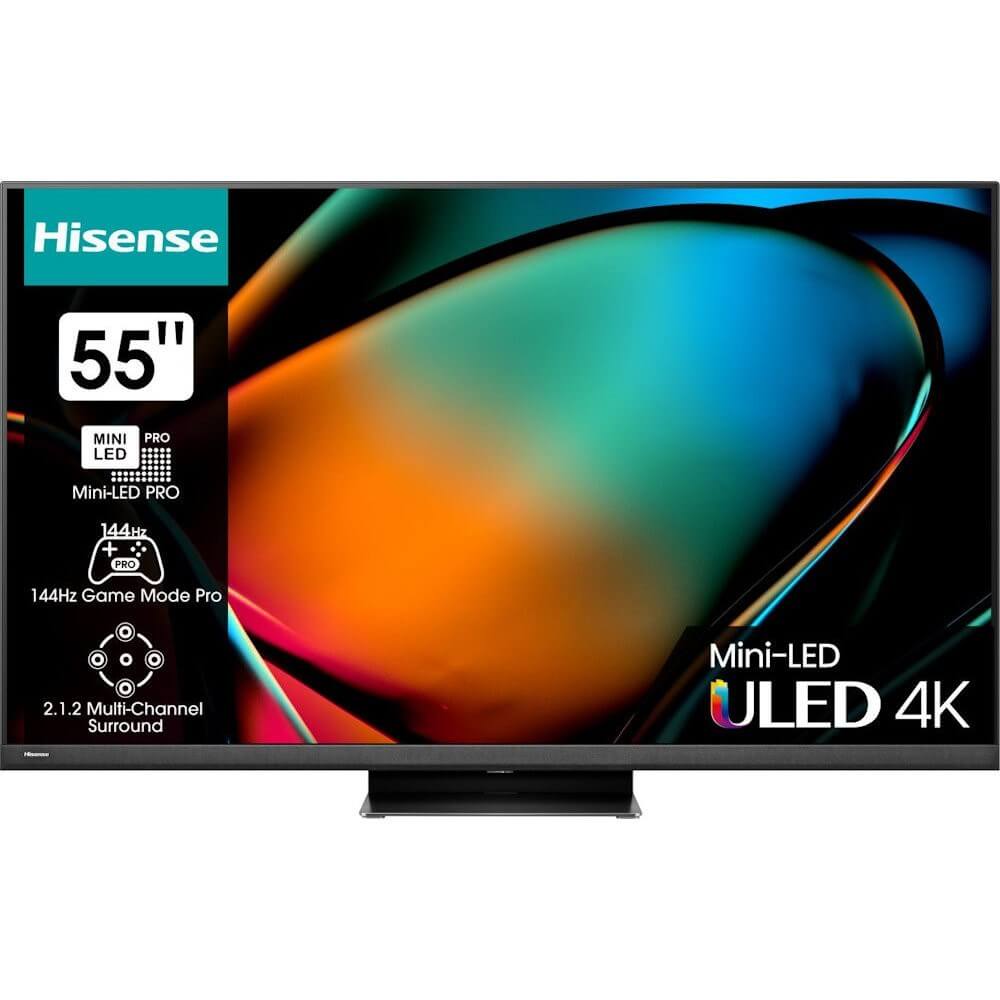 Hisense
55"
MINI
LED
PRO
Mini-LED PRO
144Hz
PRO
144Hz Game Mode Pro
2.1.2 Multi-Channel
Surround
Mini-LED
ULED 4K
Hisense